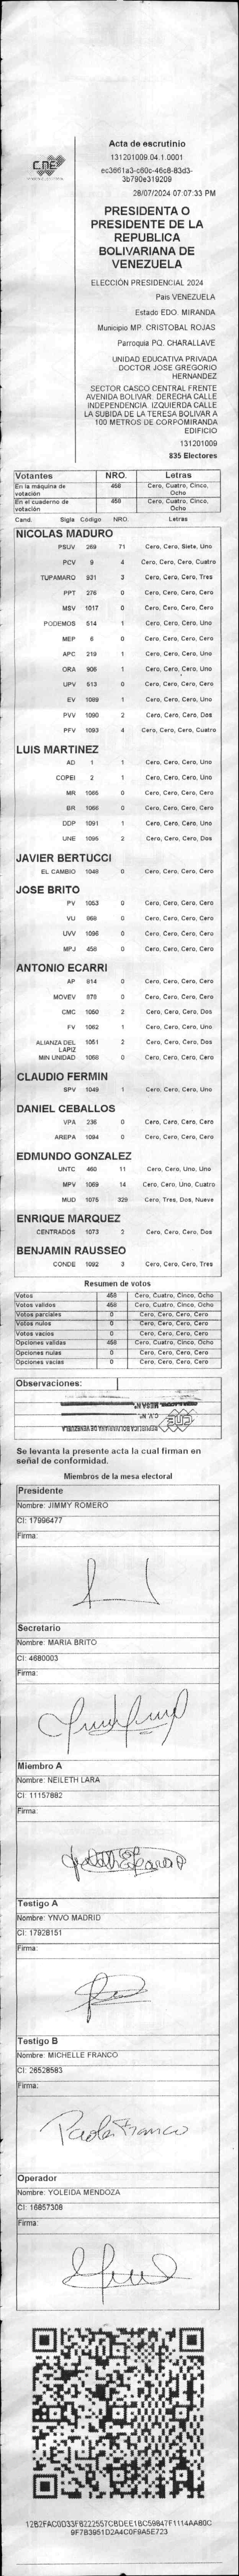 CNE
Acta de escrutinio
131201009.04.1.0001
ec3661a3-c60c-46c8-83d3-
3b790e319209
28/07/2024 07:07:33 PM
PRESIDENTA O
PRESIDENTE DE LA
REPUBLICA
BOLIVARIANA DE
VENEZUELA
ELECCIÓN PRESIDENCIAL 2024
Pais VENEZUELA
Estado EDO. MIRANDA
Municipio MP. CRISTOBAL ROJAS
Parroquia PQ. CHARALLAVE
UNIDAD EDUCATIVA PRIVADA
DOCTOR JOSE GREGORIO
HERNANDEZ
SECTOR CASCO CENTRAL FRENTE
AVENIDA BOLIVAR. DERECHA CALLE
INDEPENDENCIA. IZQUIERDA CALLE
LA SUBIDA DE LA TERESA BOLIVAR A
100 METROS DE CORPOMIRANDA
EDIFICIO
131201009
835 Electores
Votantes NRO. Letras
En la máquina de votación 458 Cero, Cuatro, Cinco, Ocho
En el cuaderno de votación 458 Cero, Cuatro, Cinco, Ocho
Cand. Sigla Código NRO. Letras
NICOLAS MADURO
PSUV 269 71 Cero, Cero, Siete, Uno
PCV 9 4 Cero, Cero, Cero, Cuatro
TUPAMARO 931 3 Cero, Cero, Cero, Tres
PPT 276 0 Cero, Cero, Cero, Cero
MSV 1017 0 Cero, Cero, Cero, Cero
PODEMOS 514 1 Cero, Cero, Cero, Uno
MEP 6 0 Cero, Cero, Cero, Cero
APC 219 1 Cero, Cero, Cero, Uno
ORA 906 1 Cero, Cero, Cero, Uno
UPV 613 0 Cero, Cero, Cero, Cero
EV 1089 1 Cero, Cero, Cero, Uno
PVV 1090 2 Cero, Cero, Cero, Dos
PFV 1093 4 Cero, Cero, Cero, Cuatro
LUIS MARTINEZ
AD 1 1 Cero, Cero, Cero, Uno
COPEI 2 1 Cero, Cero, Cero, Uno
MR 1065 0 Cero, Cero, Cero, Cero
BR 1066 0 Cero, Cero, Cero, Cero
DDP 1091 1 Cero, Cero, Cero, Uno
UNE 1095 2 Cero, Cero, Cero, Dos
JAVIER BERTUCCI
EL CAMBIO 1048 0 Cero, Cero, Cero, Cero
JOSE BRITO
PV 1053 0 Cero, Cero, Cero, Cero
VU 868 0 Cero, Cero, Cero, Cero
UVV 1096 0 Cero, Cero, Cero, Cero
MPJ 456 0 Cero, Cero, Cero, Cero
ANTONIO ECARRI
AP 814 0 Cero, Cero, Cero, Cero
MOVEV 876 0 Cero, Cero, Cero, Cero
CMC 1050 2 Cero, Cero, Cero, Dos
FV 1062 1 Cero, Cero, Cero, Uno
ALIANZA DEL LAPIZ 1051 2 Cero, Cero, Cero, Dos
MIN UNIDAD 1068 0 Cero, Cero, Cero, Cero
CLAUDIO FERMIN
SPV 1049 1 Cero, Cero, Cero, Uno
DANIEL CEBALLOS
VPA 236 0 Cero, Cero, Cero, Cero
AREPA 1094 0 Cero, Cero, Cero, Cero
EDMUNDO GONZALEZ
UNTC 460 11 Cero, Cero, Uno, Uno
MPV 1069 14 Cero, Cero, Uno, Cuatro
MUD 1075 329 Cero, Tres, Dos, Nueve
ENRIQUE MARQUEZ
CENTRADOS 1073 2 Cero, Cero, Cero, Dos
BENJAMIN RAUSSEO
CONDE 1092 3 Cero, Cero, Cero, Tres
Resumen de votos
Votos 458 Cero, Cuatro, Cinco, Ocho
Votos validos 458 Cero, Cuatro, Cinco, Ocho
Votos parciales 0 Cero, Cero, Cero, Cero
Votos nulos 0 Cero, Cero, Cero, Cero
Votos vacios 0 Cero, Cero, Cero, Cero
Opciones validas 458 Cero, Cuatro, Cinco, Ocho
Opciones nulas 0 Cero, Cero, Cero, Cero
Opciones vacias 0 Cero, Cero, Cero, Cero
Observaciones:
MESA Nº
C.V. Nº
CNE
REPUBLICA BOLIVARIANA DE VENEZUELA
Se levanta la presente acta la cual firman en
señal de conformidad.
Miembros de la mesa electoral
Presidente
Nombre: JIMMY ROMERO
CI: 17996477
Firma:
Secretario
Nombre: MARIA BRITO
CI: 4680003
Firma:
Miembro A
Nombre: NEILETH LARA
CI: 11157882
Firma:
Testigo A
Nombre: YNVO MADRID
CI: 17928151
Firma:
Testigo B
Nombre: MICHELLE FRANCO
CI: 26528583
Firma:
Paola Franco
Operador
Nombre: YOLEIDA MENDOZA
CI: 16857308
Firma:
12B2FAC0D33F6222557CBDEE1BC59847F1114AA80C
9F7B3951D2A4C0F9A5E723